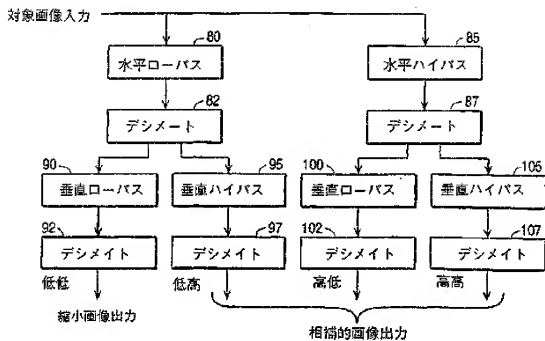 対象画像入力
80
85
水平ローパス
水平ハイパス
82
87
デシメート
デシメート
90
95
100
105
垂直ローパス
垂直ハイパス
垂直ローパス
垂直ハイパス
92
97
102
107
デシメイト
デシメイト
デシメイト
デシメイト
低低
低高
高低
高高
縮小画像出力
相補的画像出力